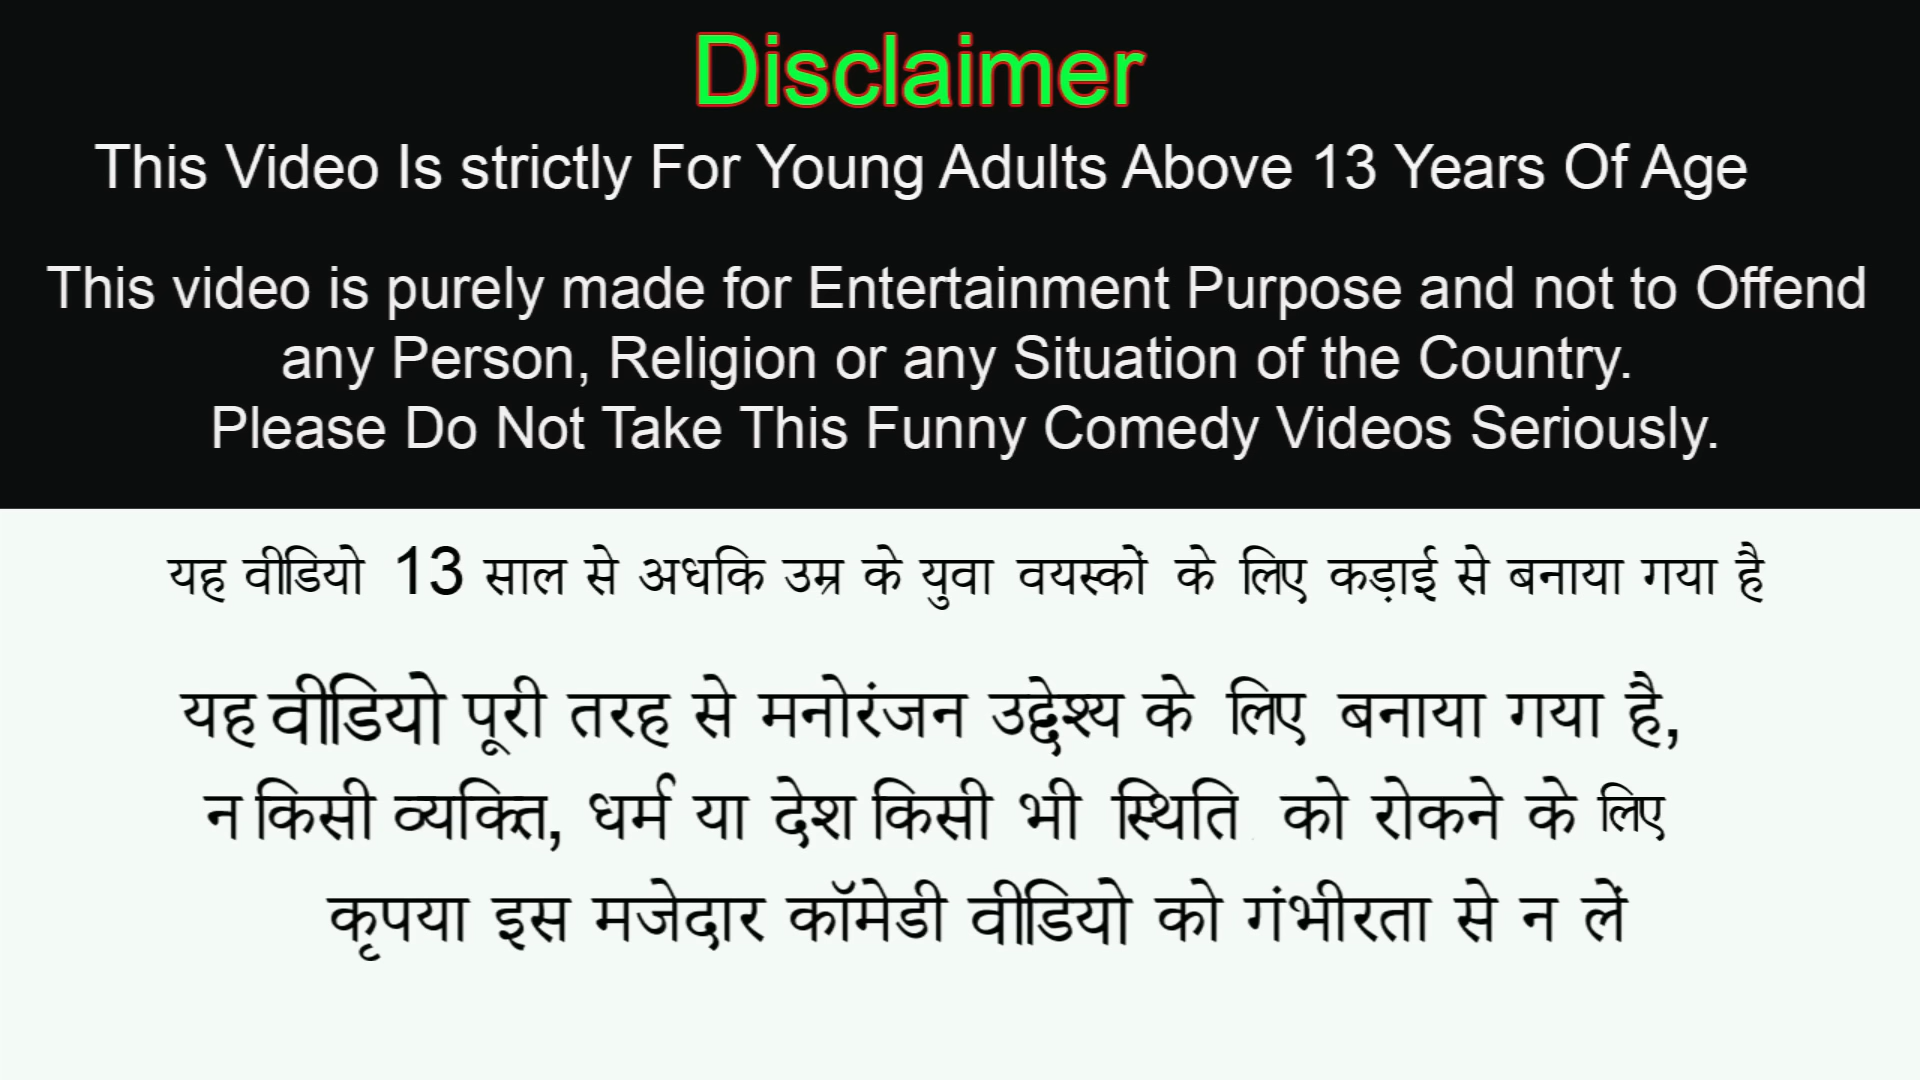 Disclaimer
This Video Is strictly For Young Adults Above 13 Years Of Age
This video is purely made for Entertainment Purpose and not to Offend
any Person, Religion or any Situation of the Country.
Please Do Not Take This Funny Comedy Videos Seriously.
यह वीडियो 13 साल से अधकि उम्र के युवा वयस्कों के लिए कड़ाई से बनाया गया है
यह वीडियो पूरी तरह से मनोरंजन उद्देश्य के लिए बनाया गया है,
न किसी व्यक्ति, धर्म या देश किसी भी स्थिति को रोकने के लिए
कृपया इस मजेदार कॉमेडी वीडियो को गंभीरता से न लें